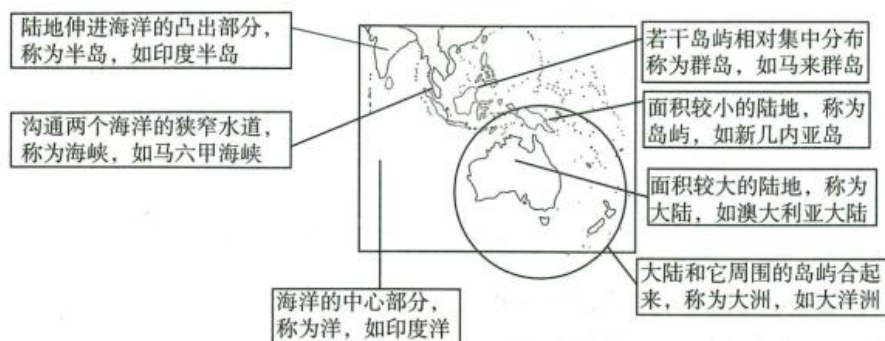 陆地伸进海洋的凸出部分，
称为半岛，如印度半岛
沟通两个海洋的狭窄水道，
称为海峡，如马六甲海峡
海洋的中心部分，
称为洋，如印度洋
若干岛屿相对集中分布
称为群岛，如马来群岛
面积较小的陆地，称为
岛屿，如新几内亚岛
面积较大的陆地，称为
大陆，如澳大利亚大陆
大陆和它周围的岛屿合起
来，称为大洲，如大洋洲